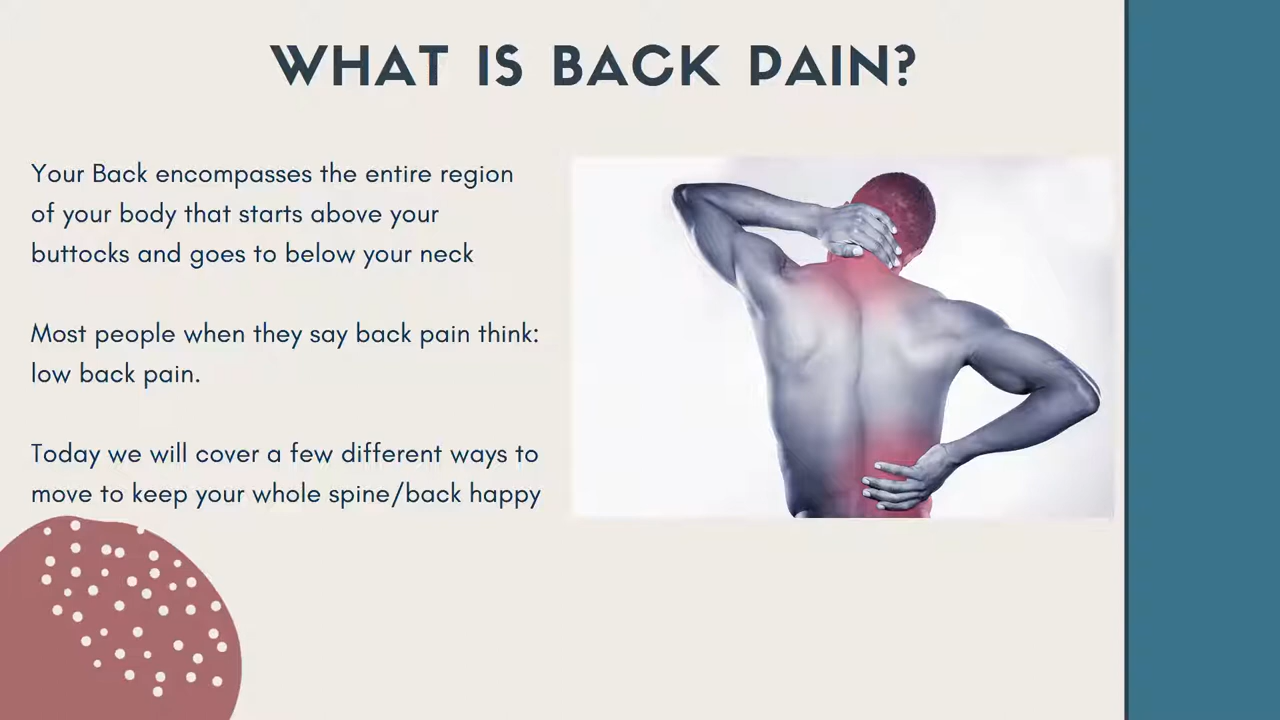 WHAT IS BACK PAIN?
Your Back encompasses the entire region
of your body that starts above your
buttocks and goes to below your neck
Most people when they say back pain think:
low back pain.
Today we will cover a few different ways to
move to keep your whole spine/back happy